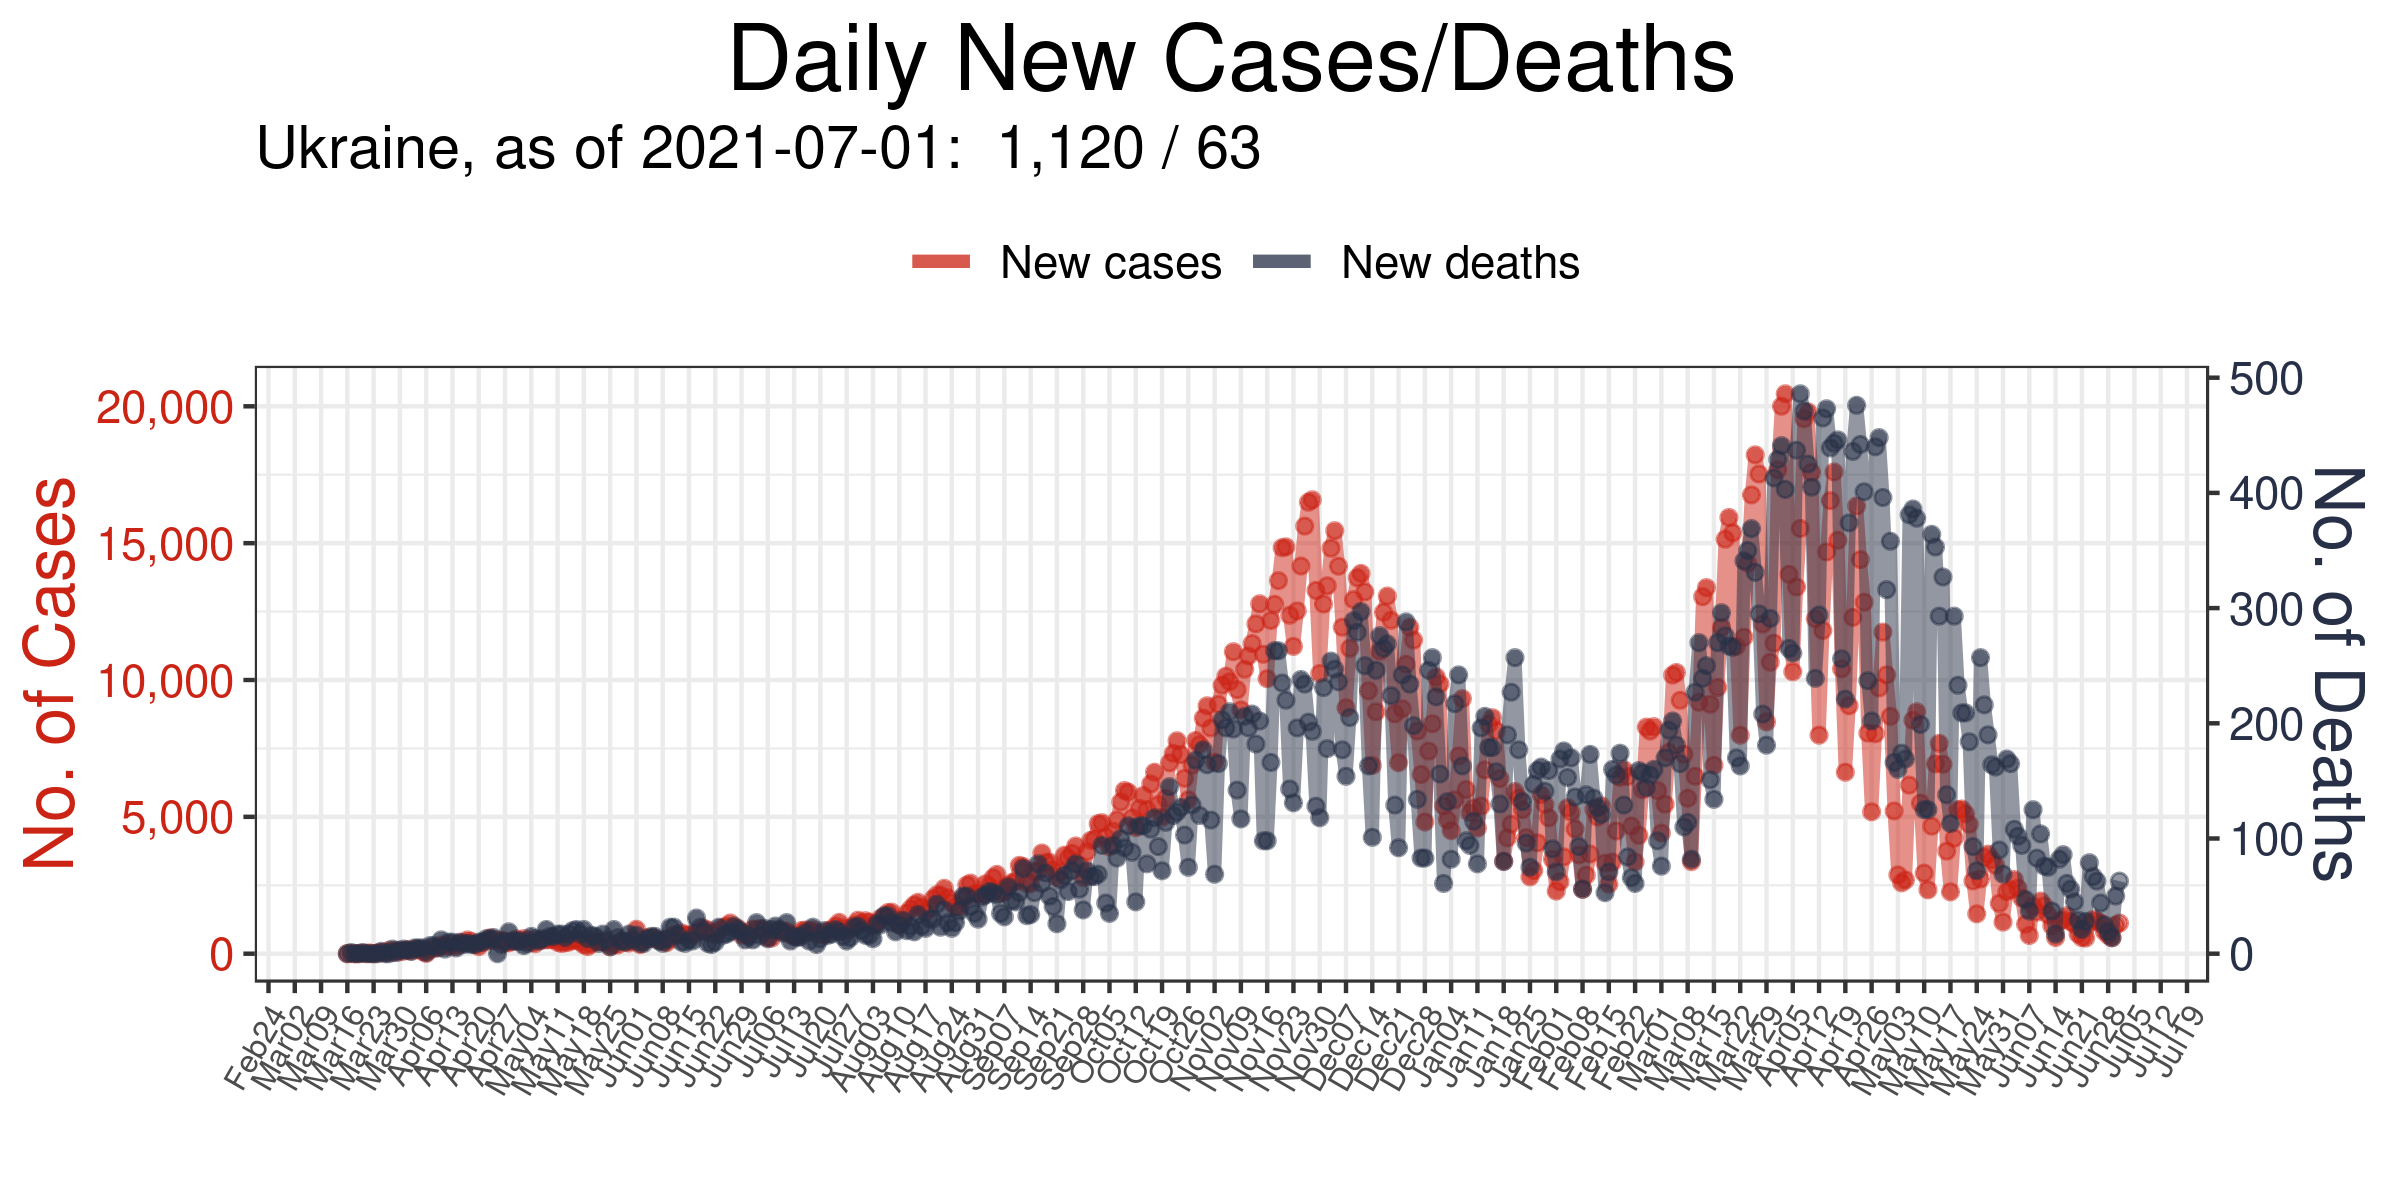 Daily New Cases/Deaths
Ukraine, as of 2021-07-01:  1,120 / 63
New cases New deaths
No. of Cases
20,000
15,000
10,000
5,000
0
500
400
300
200
100
0
No. of Deaths
Feb24 Mar02 Mar09 Mar16 Mar23 Mar30 Apr06 Apr13 Apr20 Apr27 May04 May11 May18 May25 Jun01 Jun08 Jun15 Jun22 Jun29 Jul06 Jul13 Jul20 Jul27 Aug03 Aug10 Aug17 Aug24 Aug31 Sep07 Sep14 Sep21 Sep28 Oct05 Oct12 Oct19 Oct26 Nov02 Nov09 Nov16 Nov23 Nov30 Dec07 Dec14 Dec21 Dec28 Jan04 Jan11 Jan18 Jan25 Feb01 Feb08 Feb15 Feb22 Mar01 Mar08 Mar15 Mar22 Mar29 Apr05 Apr12 Apr19 Apr26 May03 May10 May17 May24 May31 Jun07 Jun14 Jun21 Jun28 Jul05 Jul12 Jul19